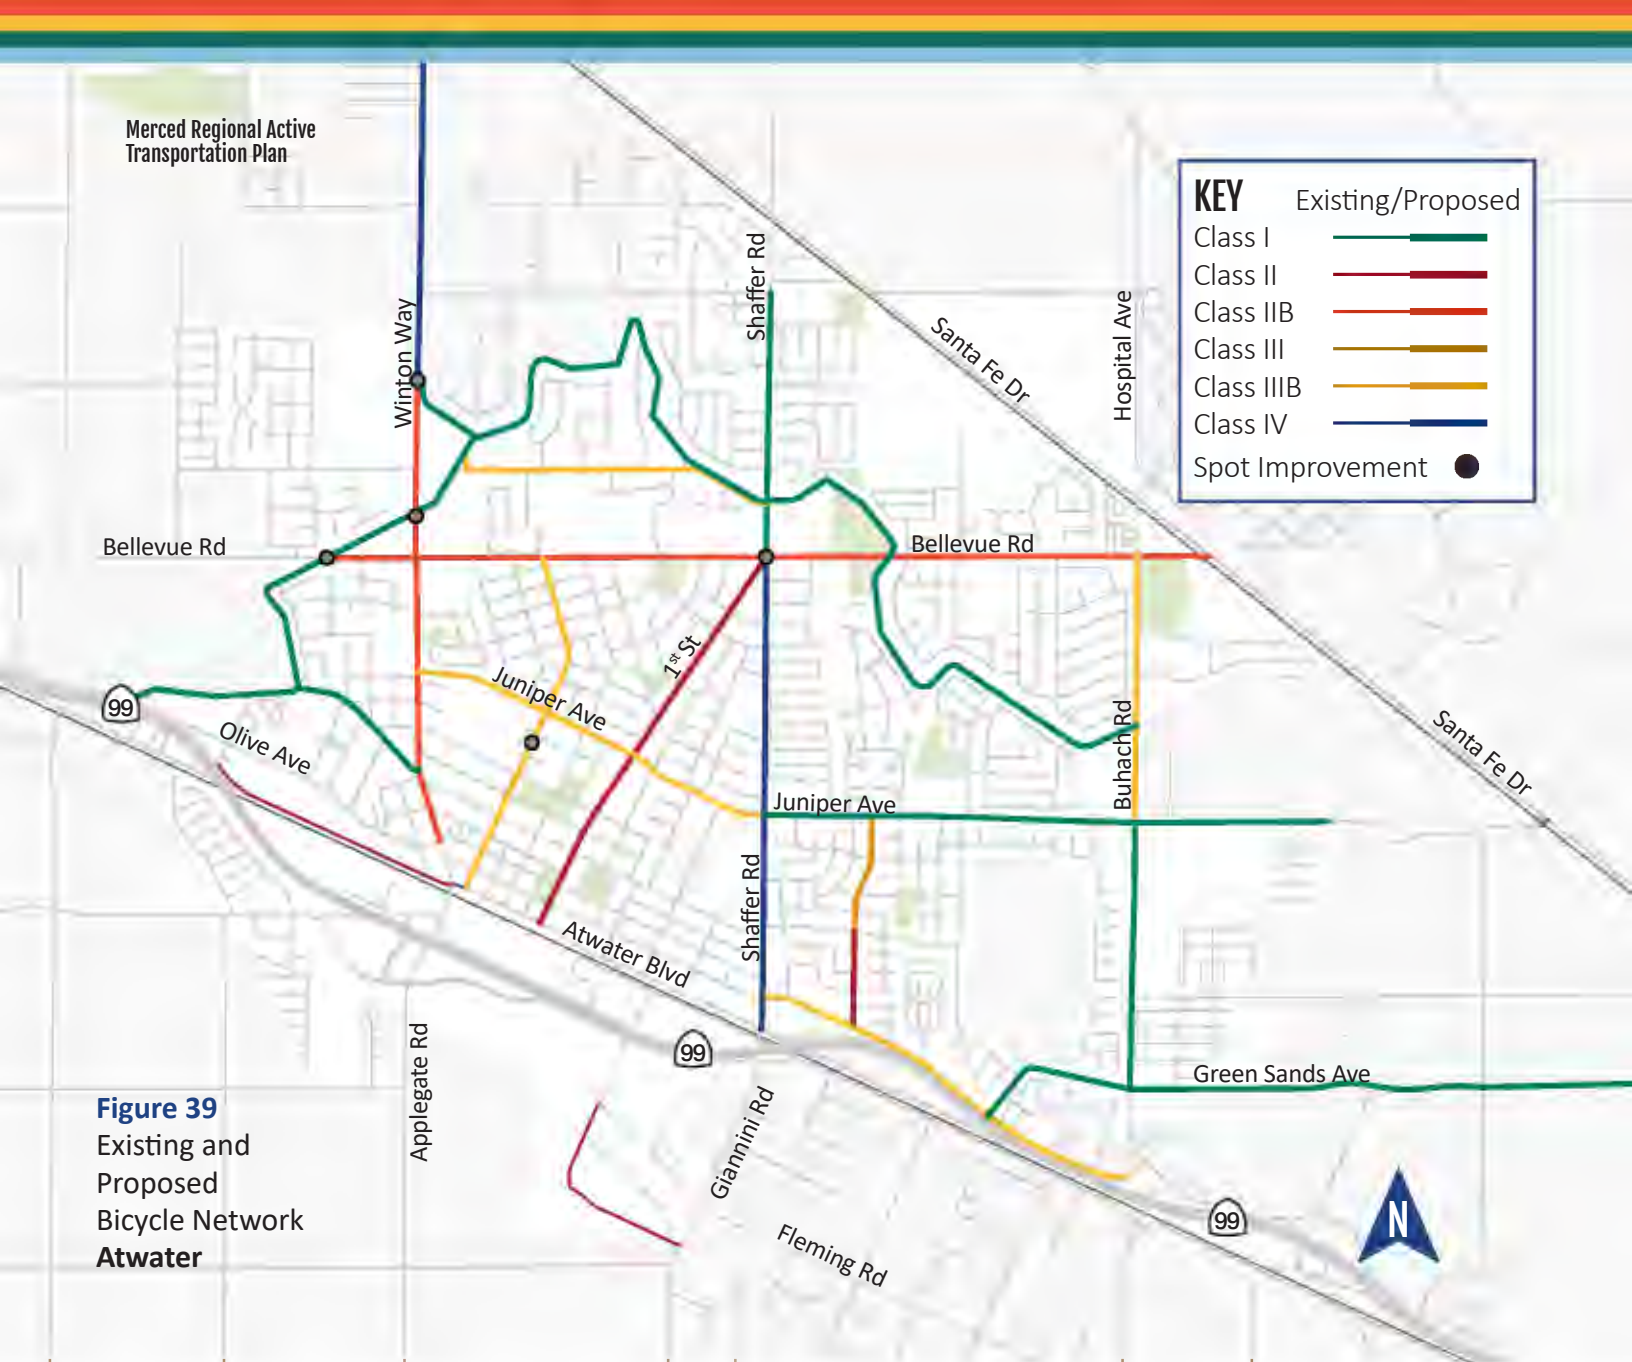 Merced Regional Active
Transportation Plan
KEY Existing/Proposed
Class I
Class II
Class IIB
Class III
Class IIIB
Class IV
Spot Improvement
Shaffer Rd
Winton Way
Hospital Ave
Santa Fe Dr
Bellevue Rd
Bellevue Rd
1st St
Juniper Ave
99
Olive Ave
Buhach Rd
Santa Fe Dr
Juniper Ave
Shaffer Rd
Atwater Blvd
99
Applegate Rd
Giannini Rd
Green Sands Ave
Fleming Rd
99
N
Figure 39
Existing and
Proposed
Bicycle Network
Atwater